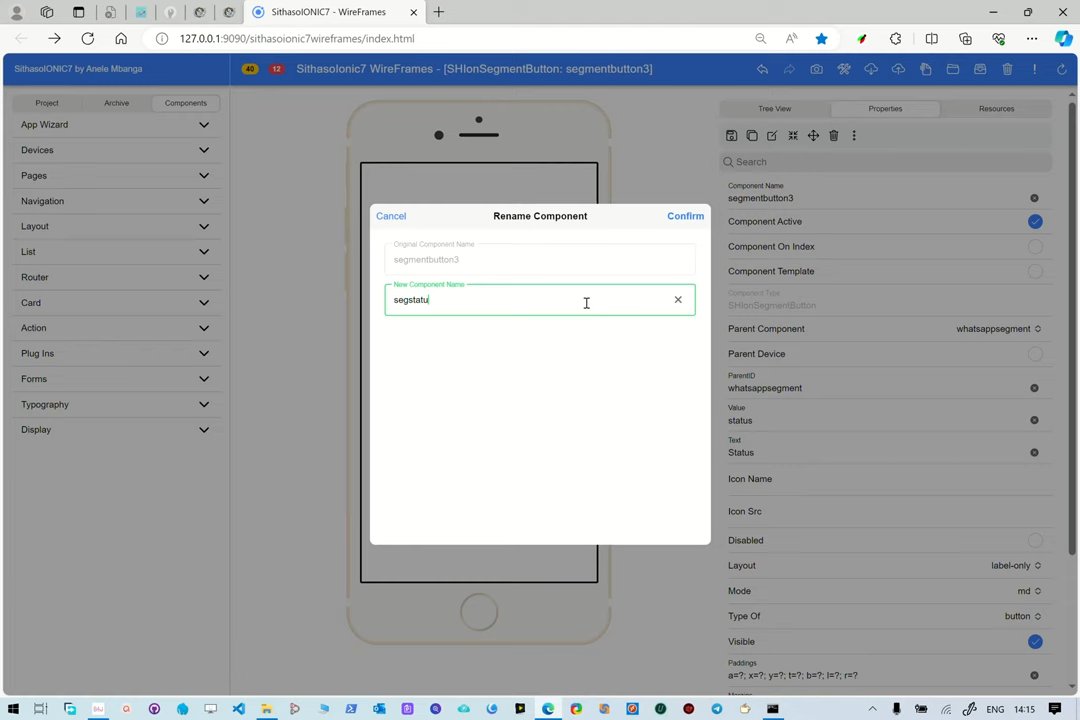 SithasoIONIC7 - WireFrames
127.0.0.1:9090/sithasoionic7wireframes/index.html
SithasoIONIC7 by Anele Mbanga
40
12
SithasoIonic7 WireFrames - [SHIonSegmentButton: segmentbutton3]
Project
Archive
Components
App Wizard
Devices
Pages
Navigation
Layout
List
Router
Card
Action
Plug Ins
Forms
Typography
Display
Cancel
Rename Component
Confirm
Original Component Name
segmentbutton3
New Component Name
segstatu
Tree View
Properties
Resources
Search
Component Name
segmentbutton3
Component Active
Component On Index
Component Template
Component Type
SHIonSegmentButton
Parent Component whatsappsegment
Parent Device
ParentID
whatsappsegment
Value
status
Text
Status
Icon Name
Icon Src
Disabled
Layout label-only
Mode md
Type Of button
Visible
Paddings
a=?; x=?; y=?; t=?; b=?; l=?; r=?
ENG 14:15